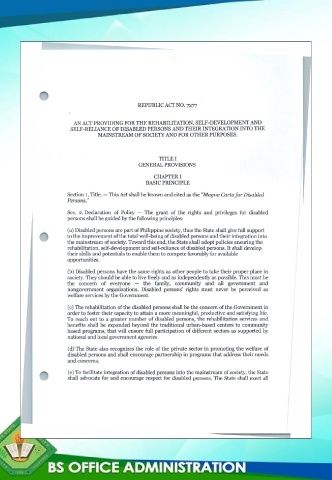 REPUBLIC ACT NO. 7277
AN ACT PROVIDING FOR THE REHABILITATION, SELF-DEVELOPMENT AND
SELF-RELIANCE OF DISABLED PERSONS AND THEIR INTEGRATION INTO THE
MAINSTREAM OF SOCIETY AND FOR OTHER PURPOSES.
TITLE I
GENERAL PROVISIONS
CHAPTER I
BASIC PRINCIPLE
Section 1. Title. — This Act shall be known and cited as the "Magna Carta for Disabled
Persons."
Sec. 2. Declaration of Policy — The grant of the rights and privileges for disabled
persons shall be guided by the following principles:
(a) Disabled persons are part of Philippine society, thus the State shall give full support
to the improvement of the total well-being of disabled persons and their integration into
the mainstream of society. Toward this end, the State shall adopt policies ensuring the
rehabilitation, self-development and self-reliance of disabled persons. It shall develop
their skills and potentials to enable them to compete favorably for available
opportunities.
(b) Disabled persons have the same rights as other people to take their proper place in
society. They should be able to live freely and as independently as possible. This must be
the concern of everyone — the family, community and all government and
nongovernment organizations. Disabled persons' rights must never be perceived as
welfare services by the Government.
(c) The rehabilitation of the disabled persons shall be the concern of the Government in
order to foster their capacity to attain a more meaningful, productive and satisfying life.
To reach out to a greater number of disabled persons, the rehabilitation services and
benefits shall be expanded beyond the traditional urban-based centers to community
based programs, that will ensure full participation of different sectors as supported by
national and local government agencies.
(d) The State also recognizes the role of the private sector in promoting the welfare of
disabled persons and shall encourage partnership in programs that address their needs
and concerns.
(e) To facilitate integration of disabled persons into the mainstream of society, the State
shall advocate for and encourage respect for disabled persons. The State shall exert all
BS OFFICE ADMINISTRATION